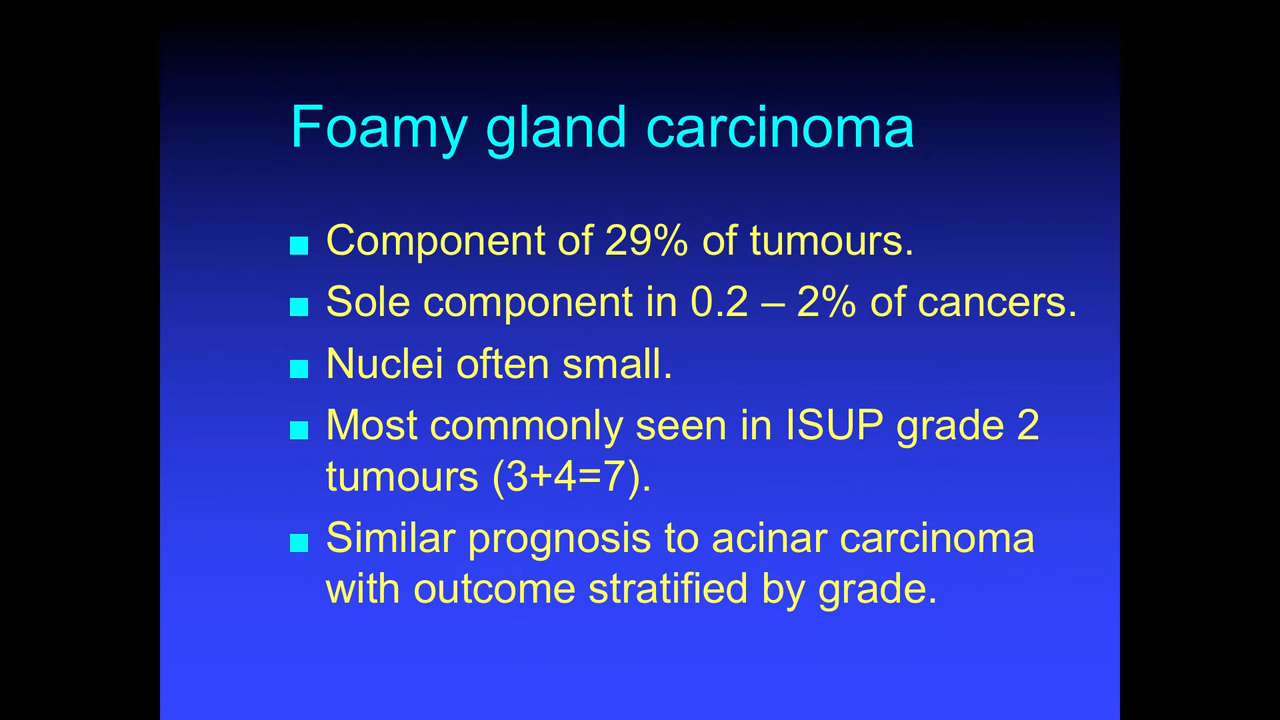 Foamy gland carcinoma
Component of 29% of tumours.
Sole component in 0.2 – 2% of cancers.
Nuclei often small.
Most commonly seen in ISUP grade 2
tumours (3+4=7).
Similar prognosis to acinar carcinoma
with outcome stratified by grade.